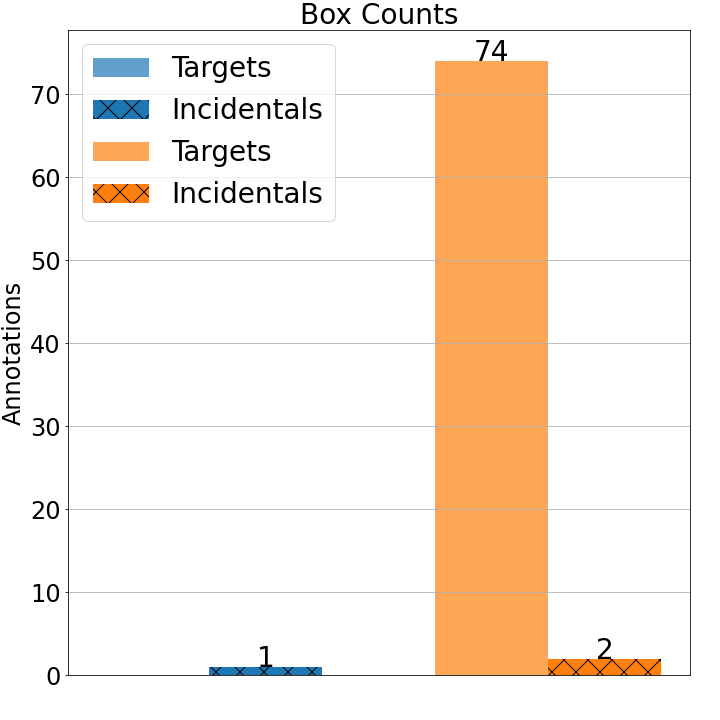 Box Counts
74
Targets
Incidentals
Targets
Incidentals
70
60
50
40
30
20
10
0
Annotations
1
2